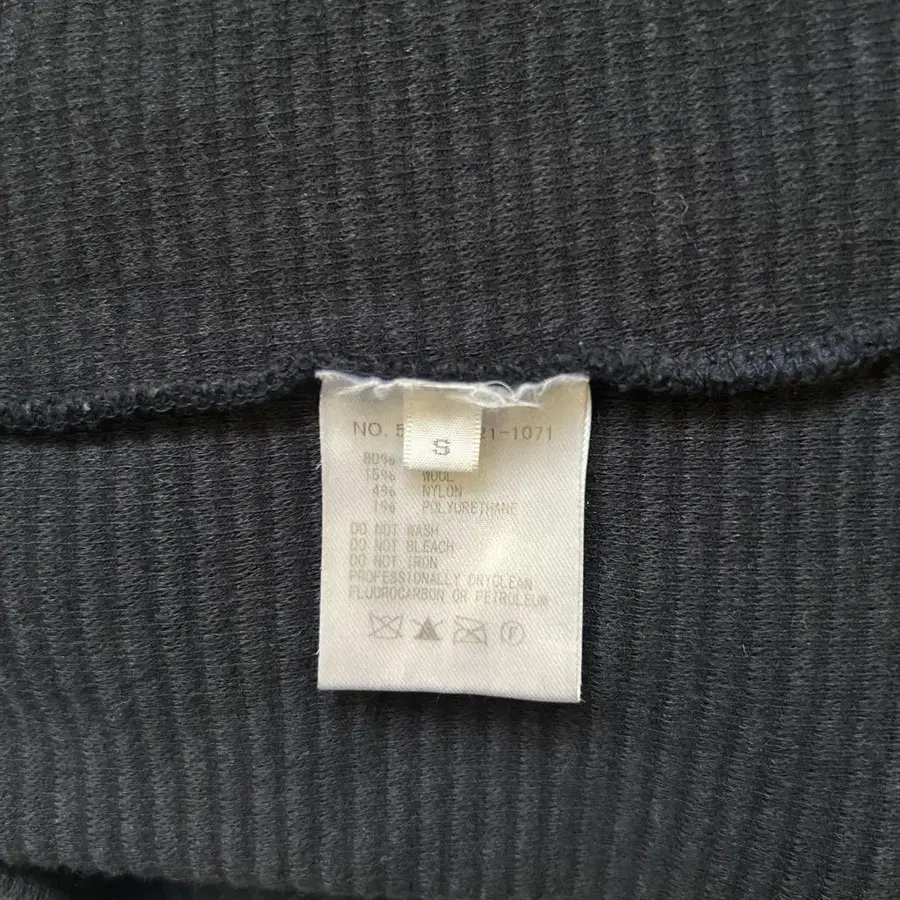 NO. 5 21-1071
S
80%
15% WOOL
4% NYLON
1% POLYURETHANE
DO NOT WASH
DO NOT BLEACH
DO NOT IRON
PROFESSIONALLY DRYCLEAN
FLUOROCARBON OR PETROLEUM
F